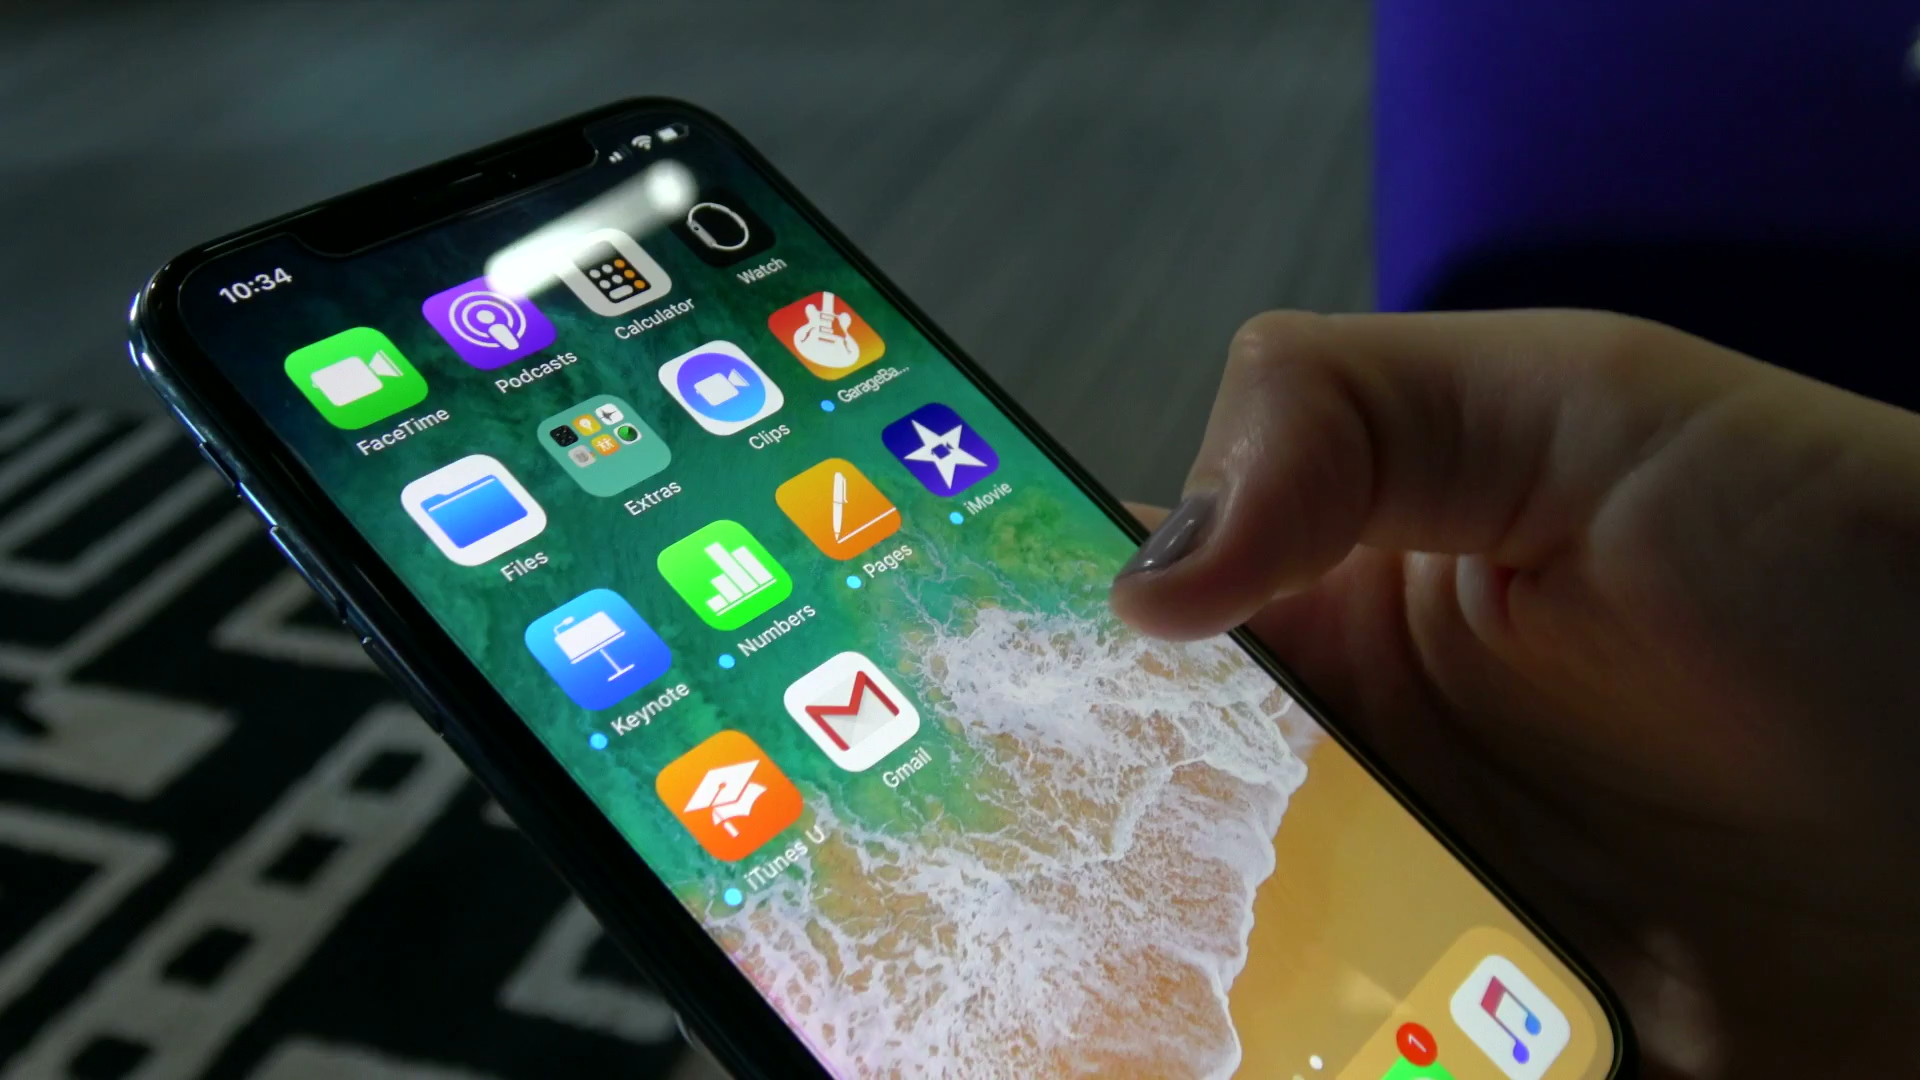 10:34
FaceTime
Podcasts
Calculator
Watch
Files
Extras
Clips
GarageBa...
Keynote
Numbers
Pages
iMovie
iTunes U
Gmail
1